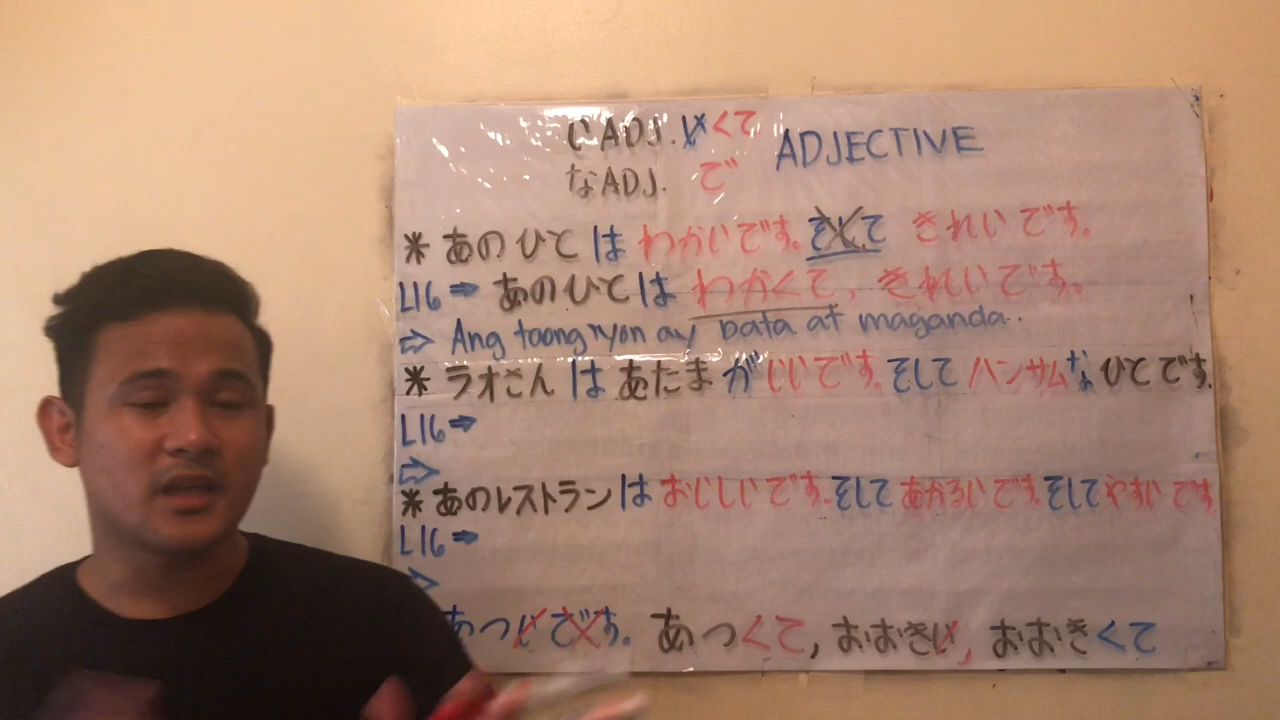 いADJ.いくて
ADJECTIVE
なADJ. で
* あのひとは わかいです。そして きれいです。
L16 ⇒ あのひとは わかくて、きれいです。
⇨ Ang taong 'yon ay bata at maganda.
* ラオさんは あたまが いいです。そして ハンサムな ひとです。
L16 ⇒
⇨
* あのレストランは おいしいです。そして あかるいです。そして やすいです。
L16 ⇒
⇨
あついです。 あつくて, おおきい, おおきくて